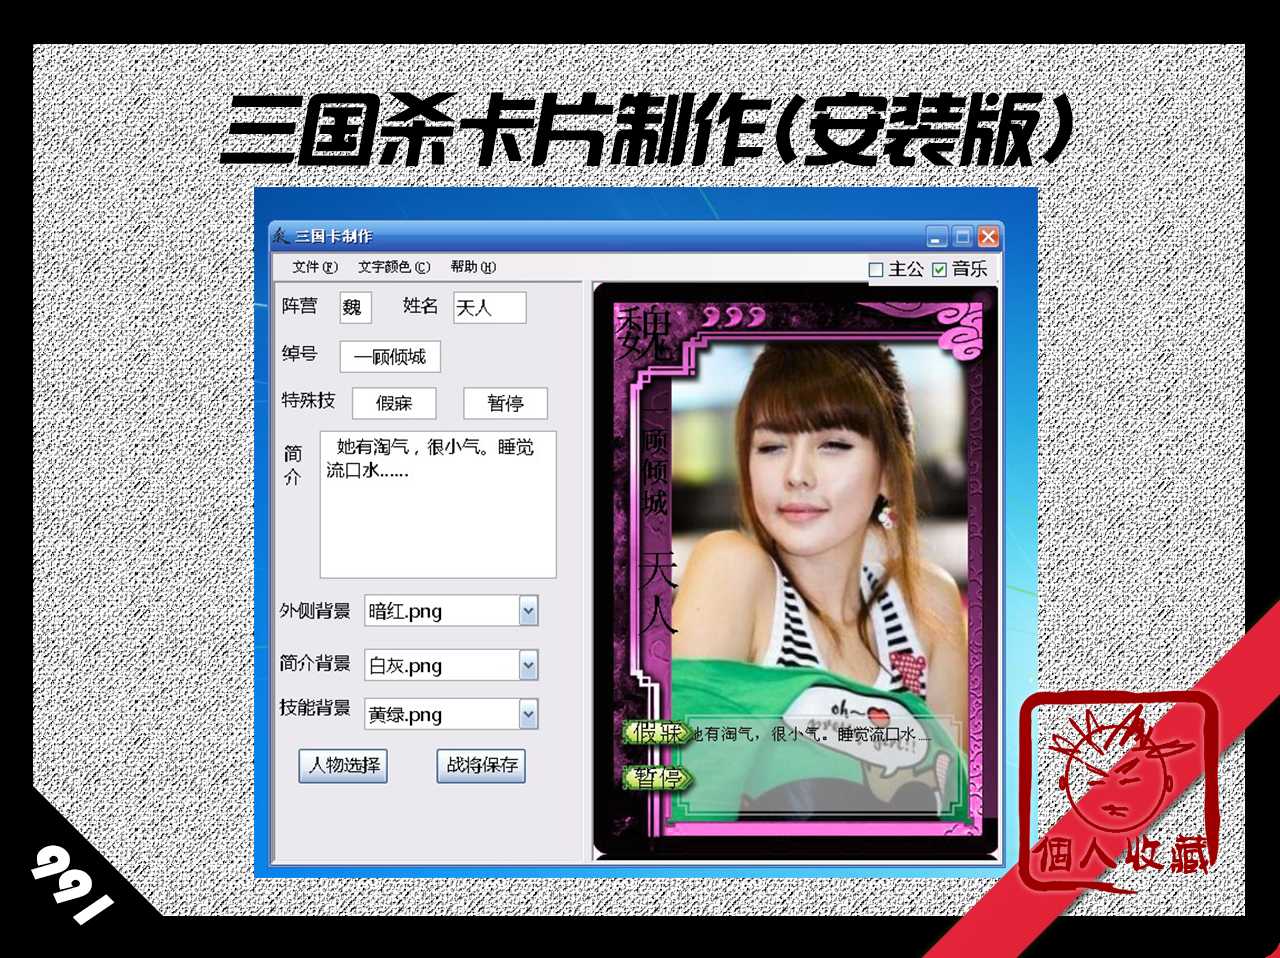 三国杀卡片制作(安装版)
三国卡制作
文件(F) 文字颜色(C) 帮助(H)
主公 音乐
阵营 魏 姓名 天人
绰号 一顾倾城
特殊技 假寐 暂停
简介
她有淘气，很小气。睡觉
流口水……
外侧背景 暗红.png
简介背景 白灰.png
技能背景 黄绿.png
人物选择 战将保存
魏
一顾倾城
天人
oh~
假寐 她有淘气，很小气。睡觉流口水……
暂停
個人收藏
991